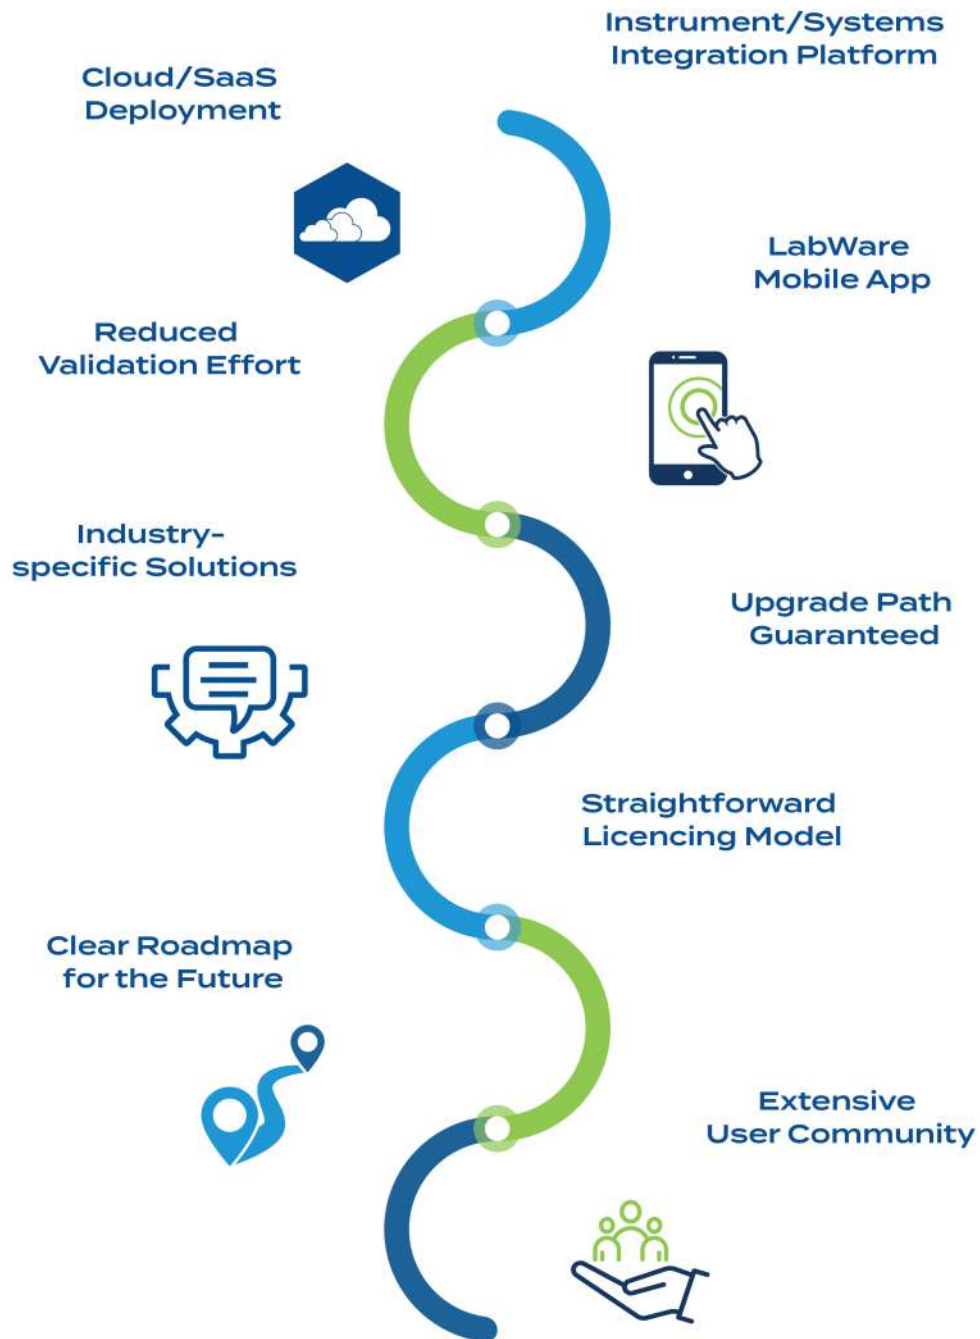 Instrument/Systems
Integration Platform
Cloud/SaaS
Deployment
LabWare
Mobile App
Reduced
Validation Effort
Industry-
specific Solutions
Upgrade Path
Guaranteed
Straightforward
Licencing Model
Clear Roadmap
for the Future
Extensive
User Community